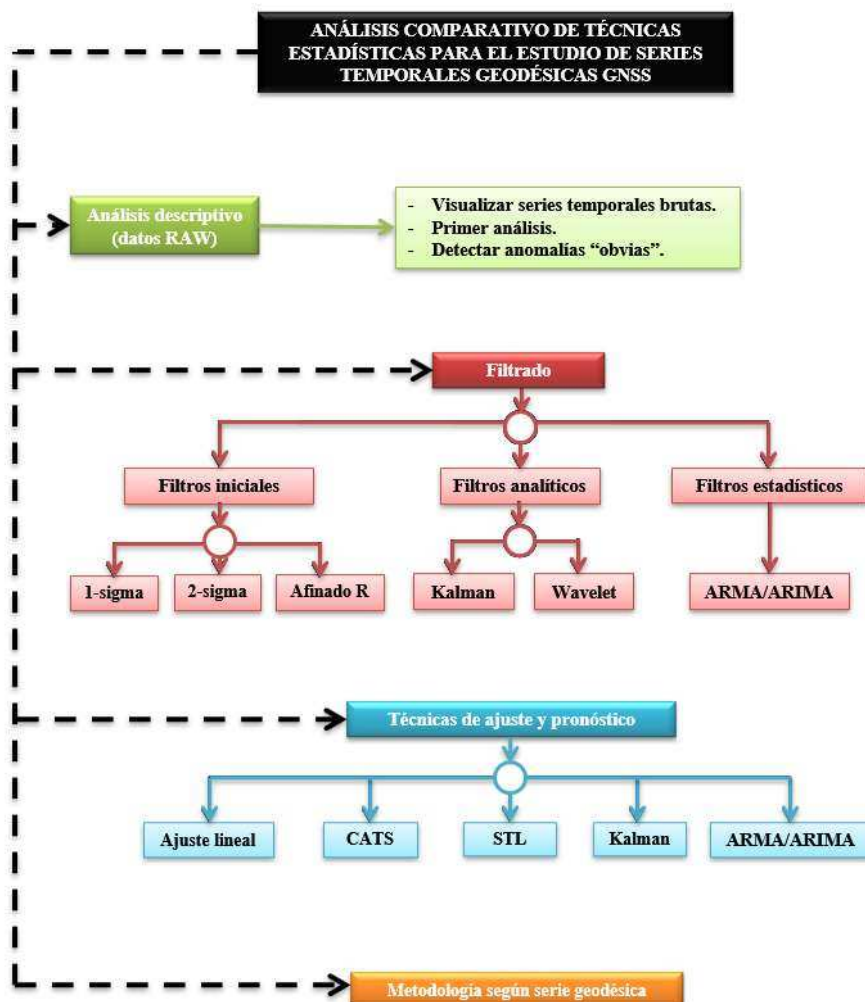 ANÁLISIS COMPARATIVO DE TÉCNICAS
ESTADÍSTICAS PARA EL ESTUDIO DE SERIES
TEMPORALES GEODÉSICAS GNSS
Análisis descriptivo
(datos RAW)
- Visualizar series temporales brutas.
- Primer análisis.
- Detectar anomalías “obvias”.
Filtrado
Filtros iniciales
Filtros analíticos
Filtros estadísticos
1-sigma
2-sigma
Afinado R
Kalman
Wavelet
ARMA/ARIMA
Técnicas de ajuste y pronóstico
Ajuste lineal
CATS
STL
Kalman
ARMA/ARIMA
Metodología según serie geodésica